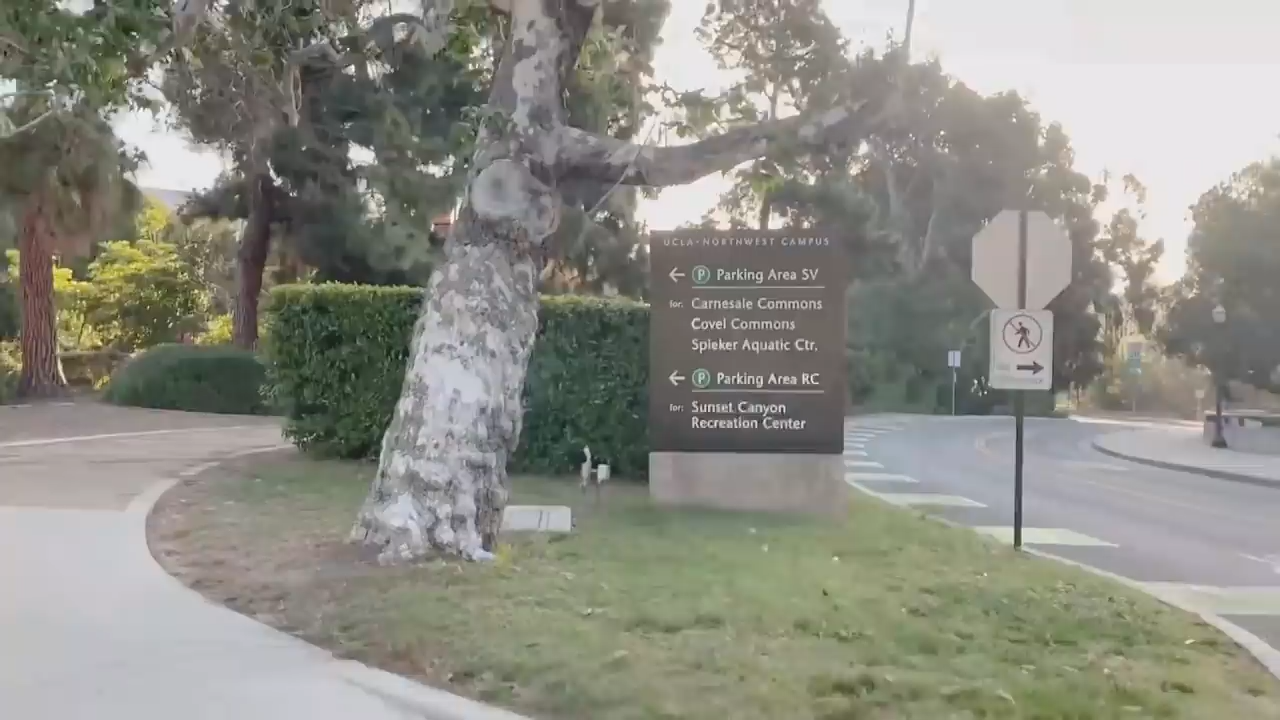 UCLA • NORTHWEST CAMPUS
← P Parking Area SV
for: Carnesale Commons
Covel Commons
Spieker Aquatic Ctr.
← P Parking Area RC
for: Sunset Canyon
Recreation Center